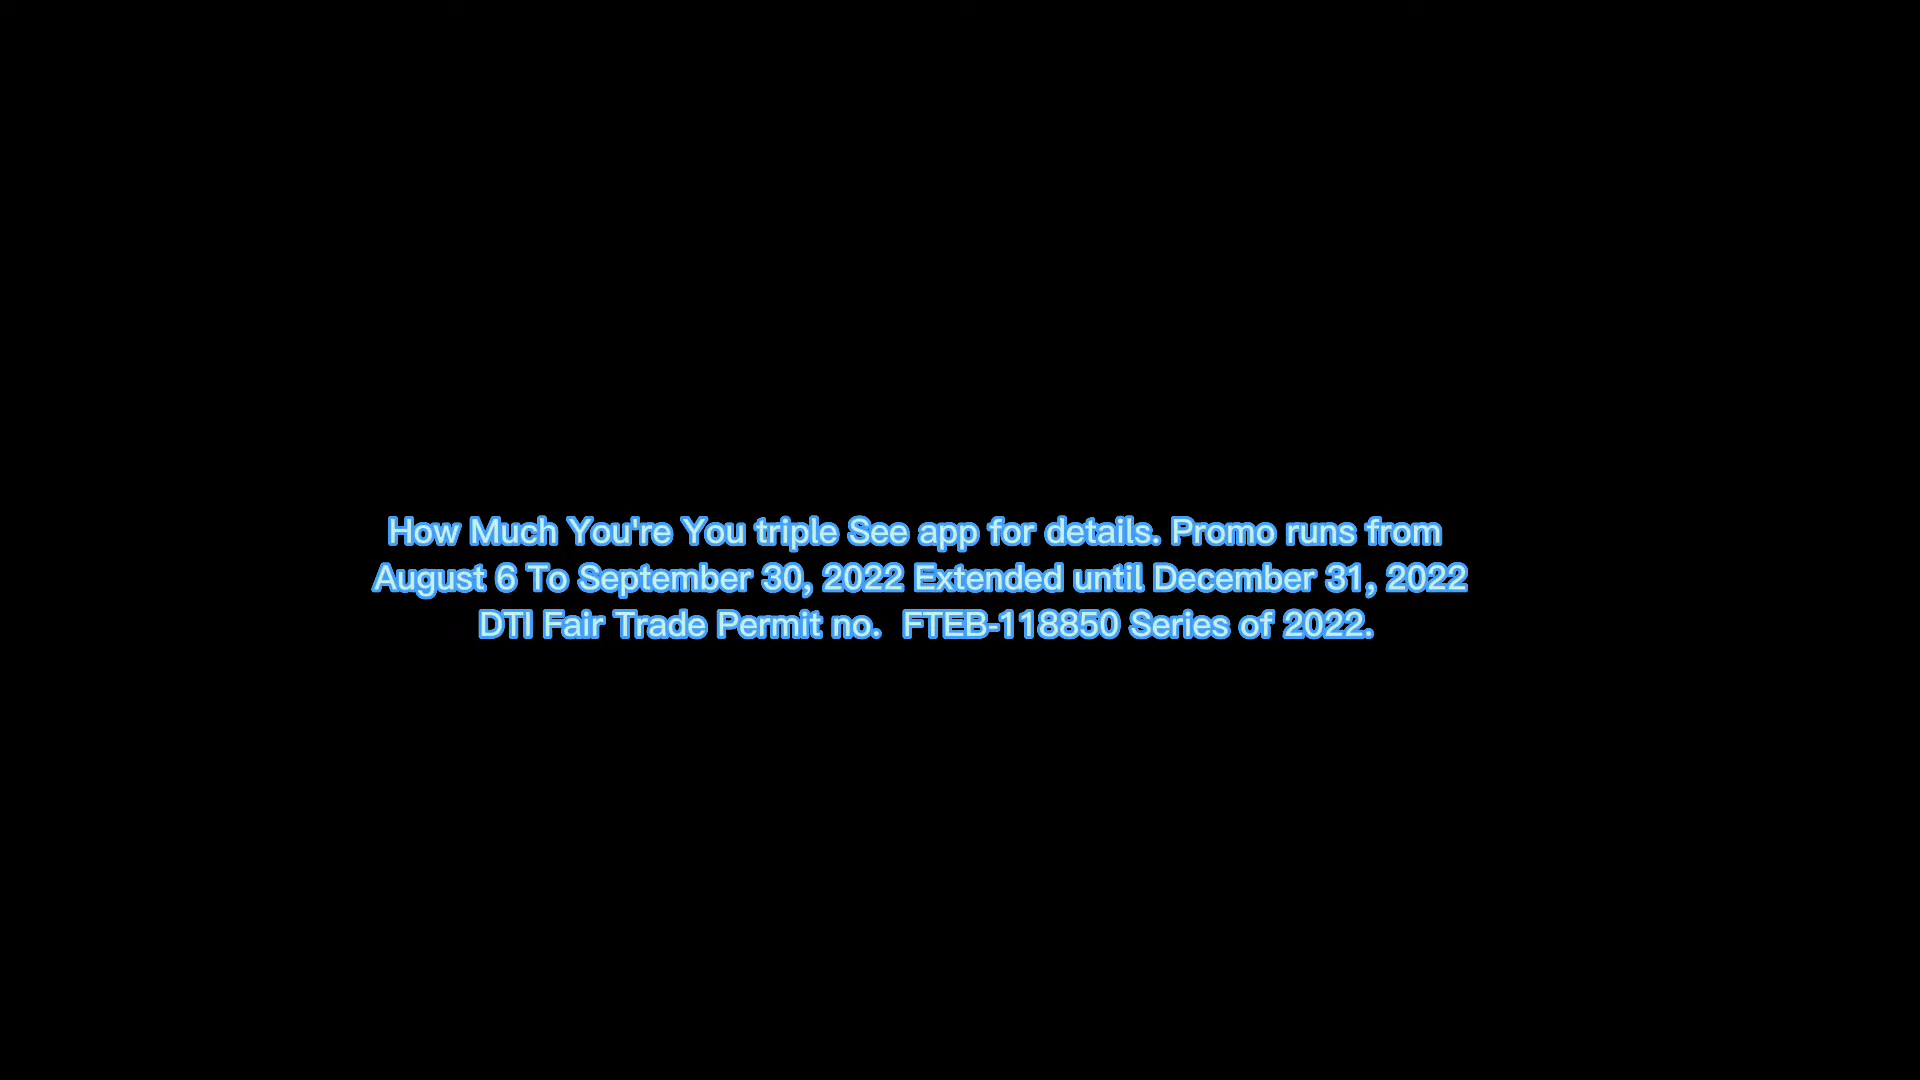 How Much You're You triple See app for details. Promo runs from
August 6 To September 30, 2022 Extended until December 31, 2022
DTI Fair Trade Permit no.  FTEB-118850 Series of 2022.